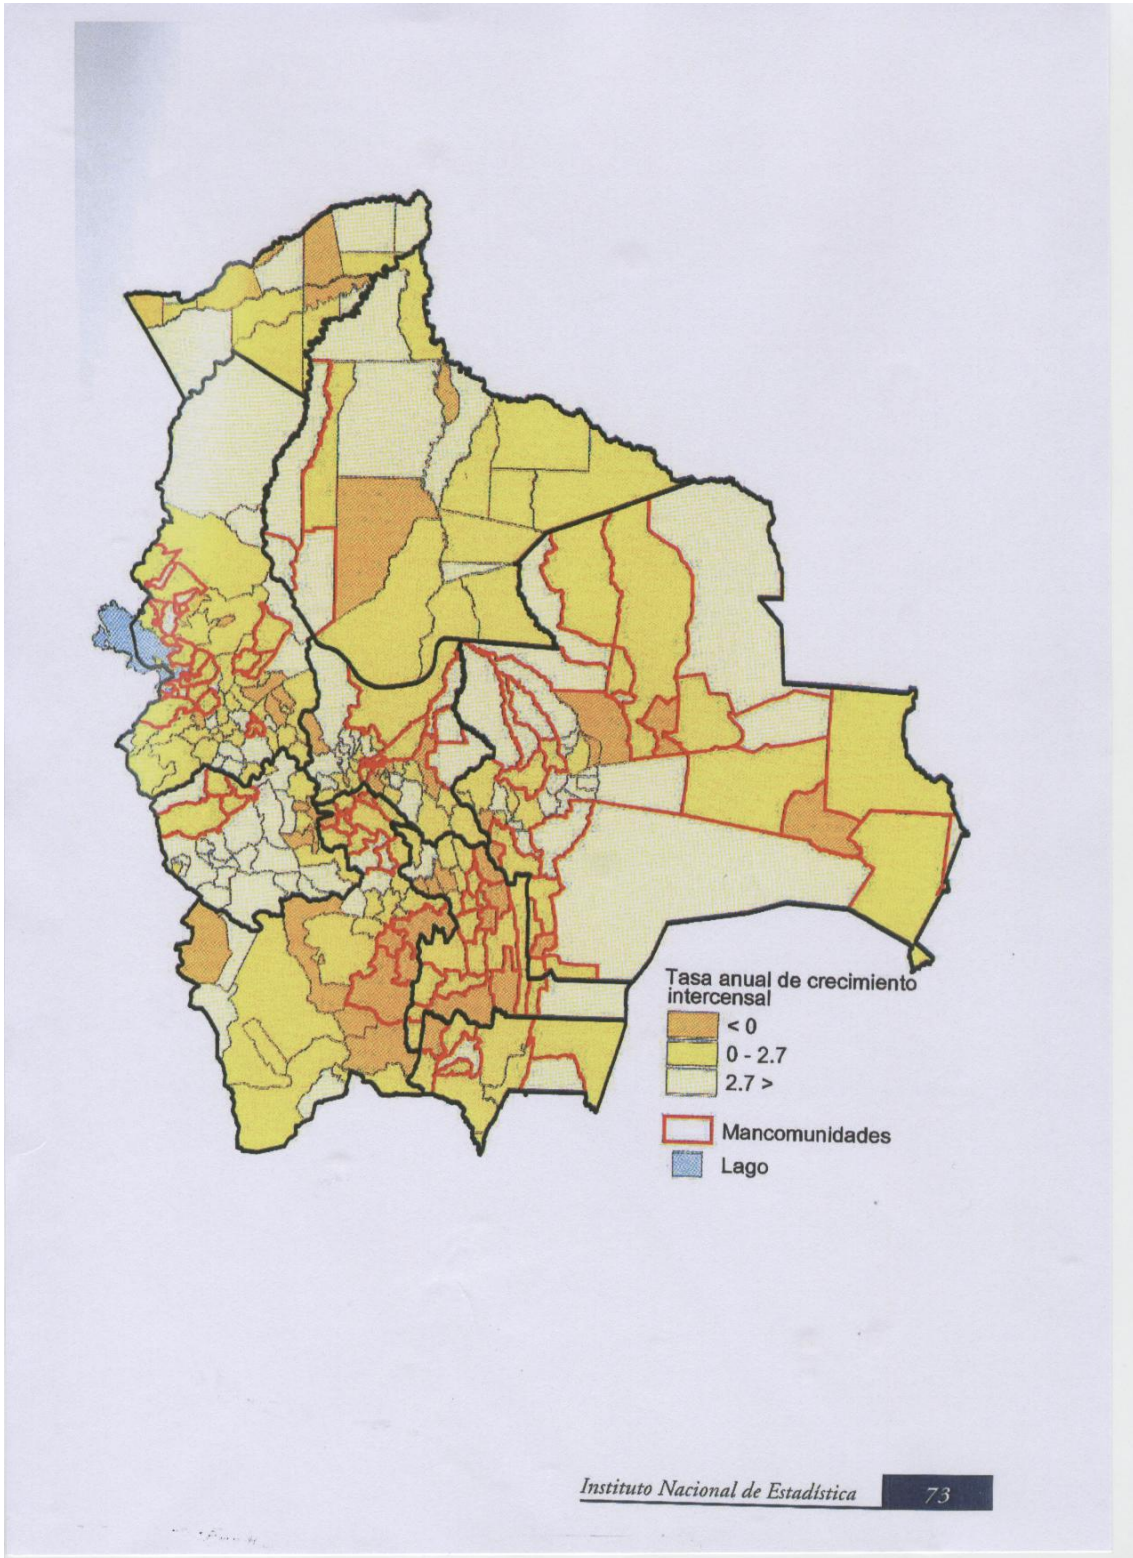 Tasa anual de crecimiento
intercensal
< 0
0 - 2.7
2.7 >
Mancomunidades
Lago
Instituto Nacional de Estadística
73